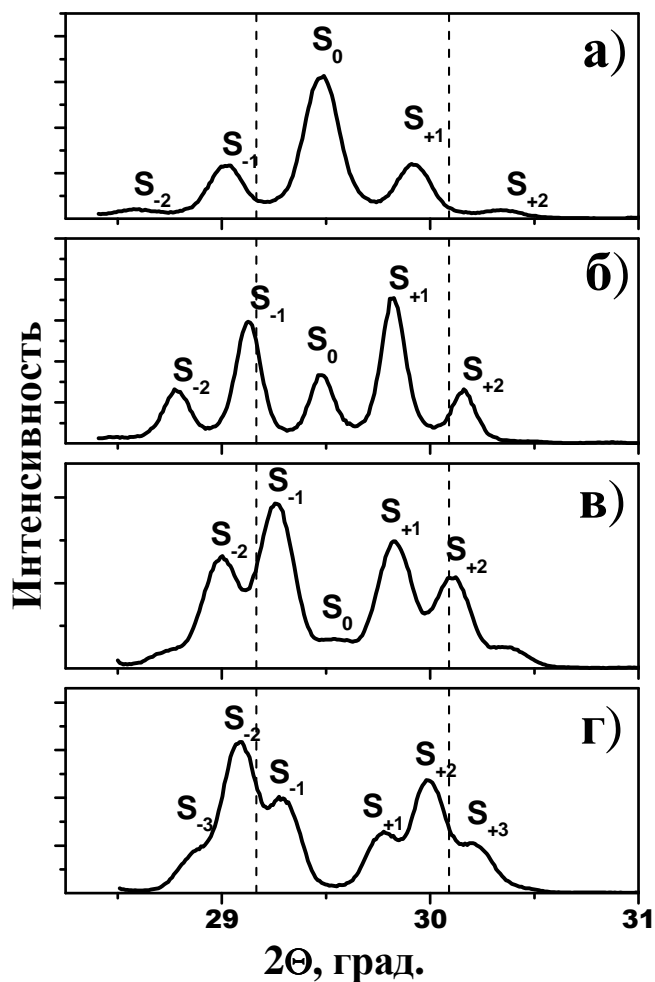 а)
S₀
S₋₁
S₊₁
S₋₂
S₊₂
б)
S₋₁
S₊₁
S₀
S₋₂
S₊₂
в)
S₋₁
S₋₂
S₊₁
S₊₂
S₀
г)
S₋₂
S₋₁
S₊₂
S₋₃
S₊₁
S₊₃
Интенсивность
29 30 31
2Θ, град.